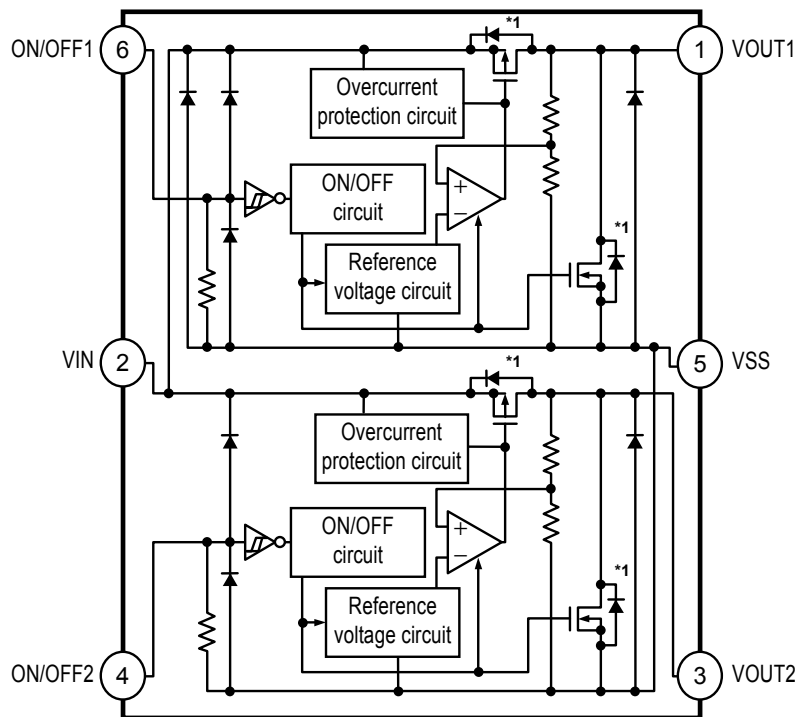 ON/OFF1
6
*1
1
VOUT1
Overcurrent
protection circuit
ON/OFF
circuit
+
−
*1
Reference
voltage circuit
VIN
2
5
VSS
*1
Overcurrent
protection circuit
ON/OFF
circuit
+
−
*1
Reference
voltage circuit
ON/OFF2
4
3
VOUT2